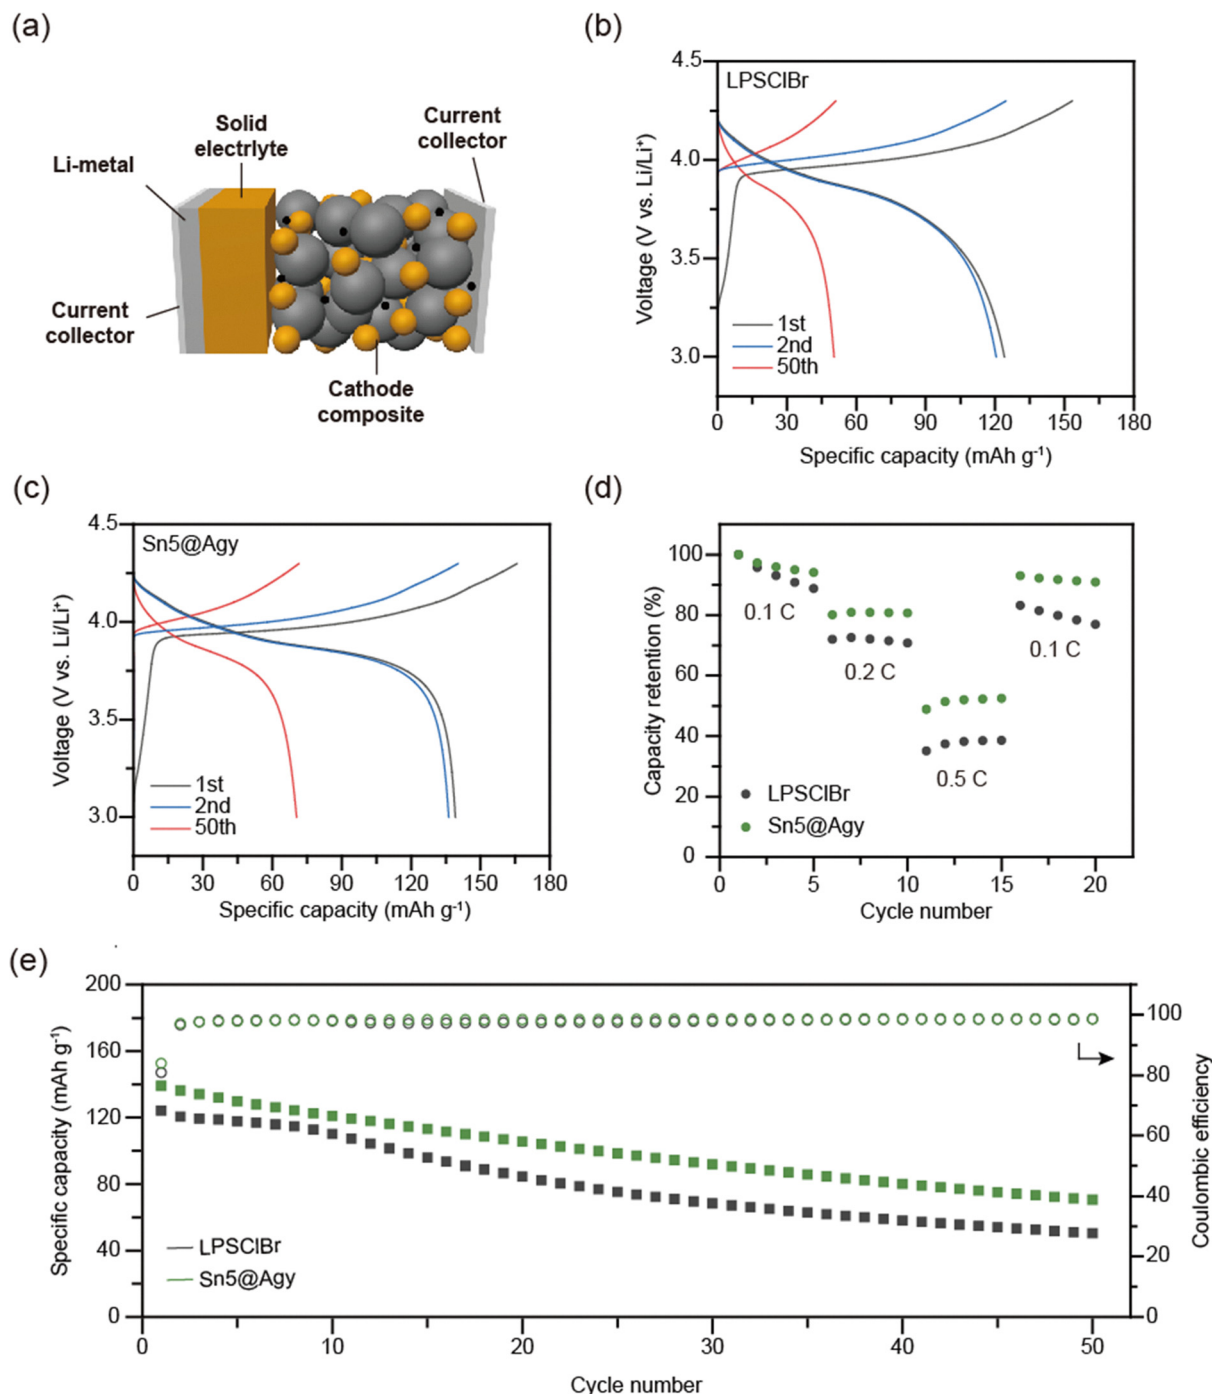 (a)
Current
collector
Solid
electrlyte
Li-metal
Current
collector
Cathode
composite
(b)
LPSClBr
4.5
4.0
3.5
3.0
Voltage (V vs. Li/Li⁺)
1st
2nd
50th
0 30 60 90 120 150 180
Specific capacity (mAh g⁻¹)
(c)
Sn5@Agy
4.5
4.0
3.5
3.0
Voltage (V vs. Li/Li⁺)
1st
2nd
50th
0 30 60 90 120 150 180
Specific capacity (mAh g⁻¹)
(d)
100
80
60
40
20
0
Capacity retention (%)
0.1 C
0.2 C
0.5 C
0.1 C
LPSClBr
Sn5@Agy
0 5 10 15 20
Cycle number
(e)
200
160
120
80
40
0
Specific capacity (mAh g⁻¹)
LPSClBr
Sn5@Agy
100
80
60
40
20
0
Coulombic efficiency
0 10 20 30 40 50
Cycle number